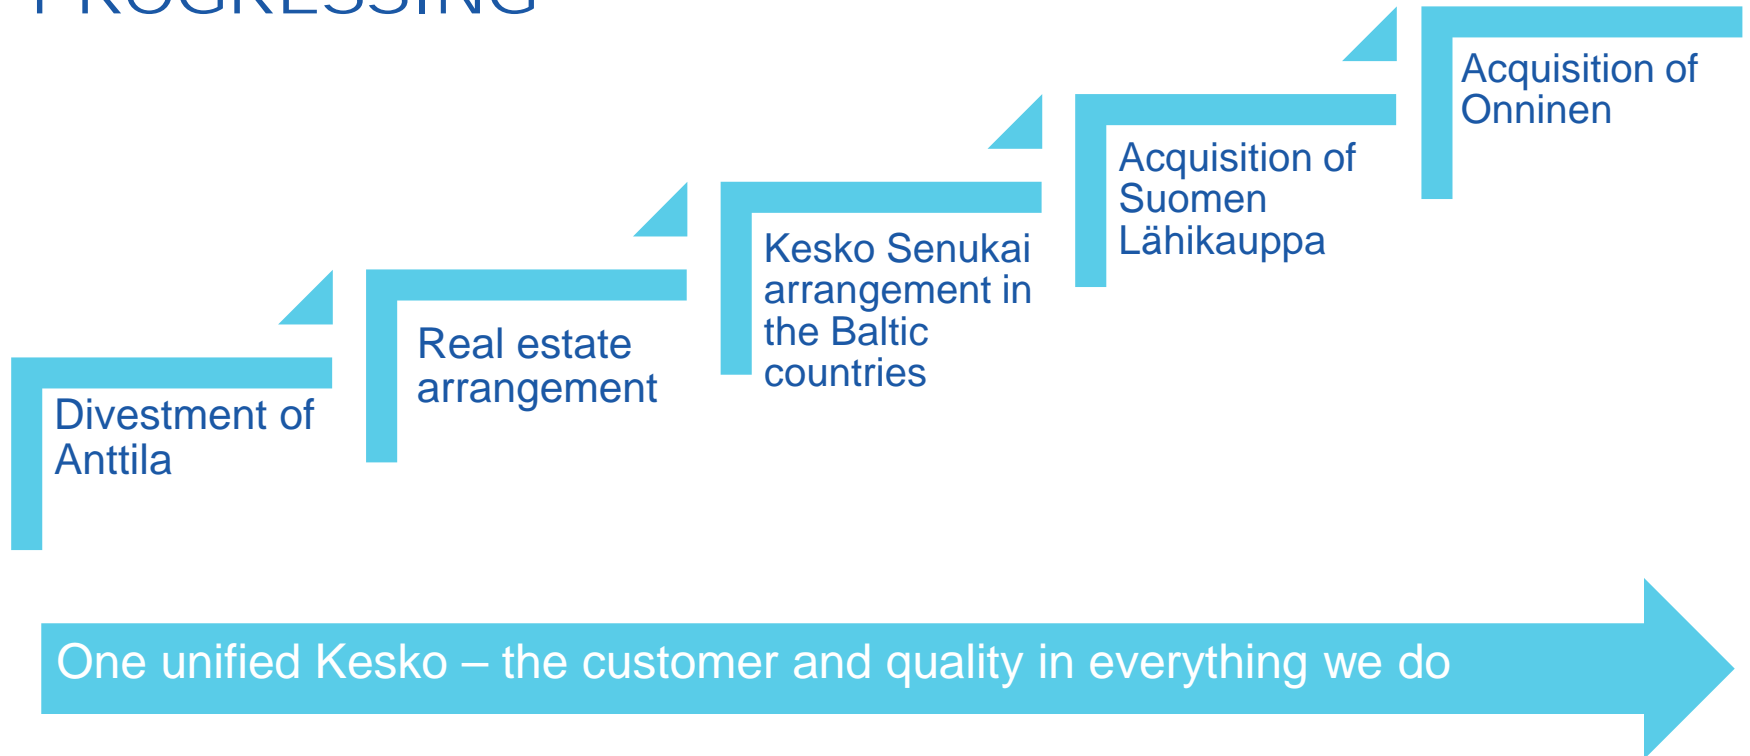 PROGRESSING
Divestment of
Anttila
Real estate
arrangement
Kesko Senukai
arrangement in
the Baltic
countries
Acquisition of
Suomen
Lähikauppa
Acquisition of
Onninen
One unified Kesko – the customer and quality in everything we do